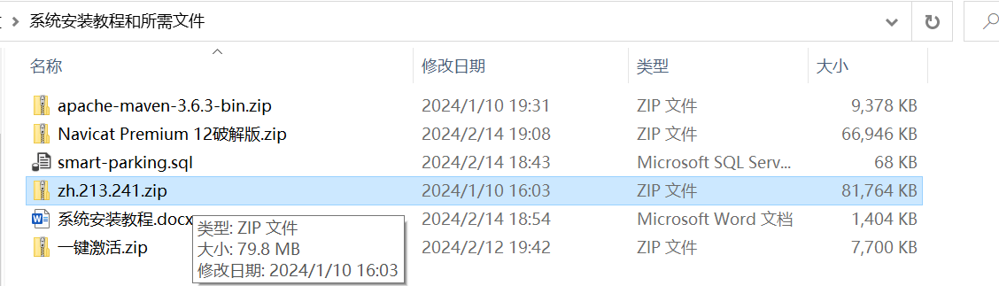 系统安装教程和所需文件
名称 修改日期 类型 大小
apache-maven-3.6.3-bin.zip 2024/1/10 19:31 ZIP 文件 9,378 KB
Navicat Premium 12破解版.zip 2024/2/14 19:08 ZIP 文件 66,946 KB
smart-parking.sql 2024/2/14 18:43 Microsoft SQL Serv... 68 KB
zh.213.241.zip 2024/1/10 16:03 ZIP 文件 81,764 KB
系统安装教程.docx 2024/2/14 18:54 Microsoft Word 文档 1,404 KB
一键激活.zip 2024/2/12 19:42 ZIP 文件 7,700 KB
类型: ZIP 文件
大小: 79.8 MB
修改日期: 2024/1/10 16:03